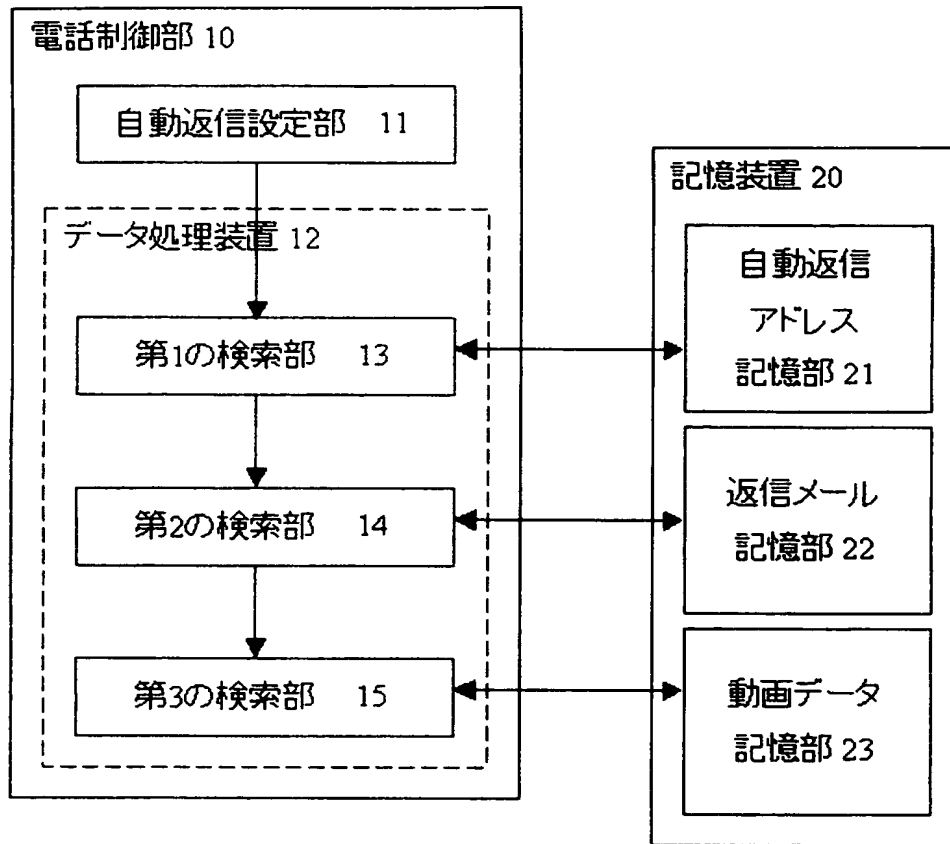 電話制御部 10
自動返信設定部 11
データ処理装置 12
第1の検索部 13
第2の検索部 14
第3の検索部 15
記憶装置 20
自動返信
アドレス
記憶部 21
返信メール
記憶部 22
動画データ
記憶部 23